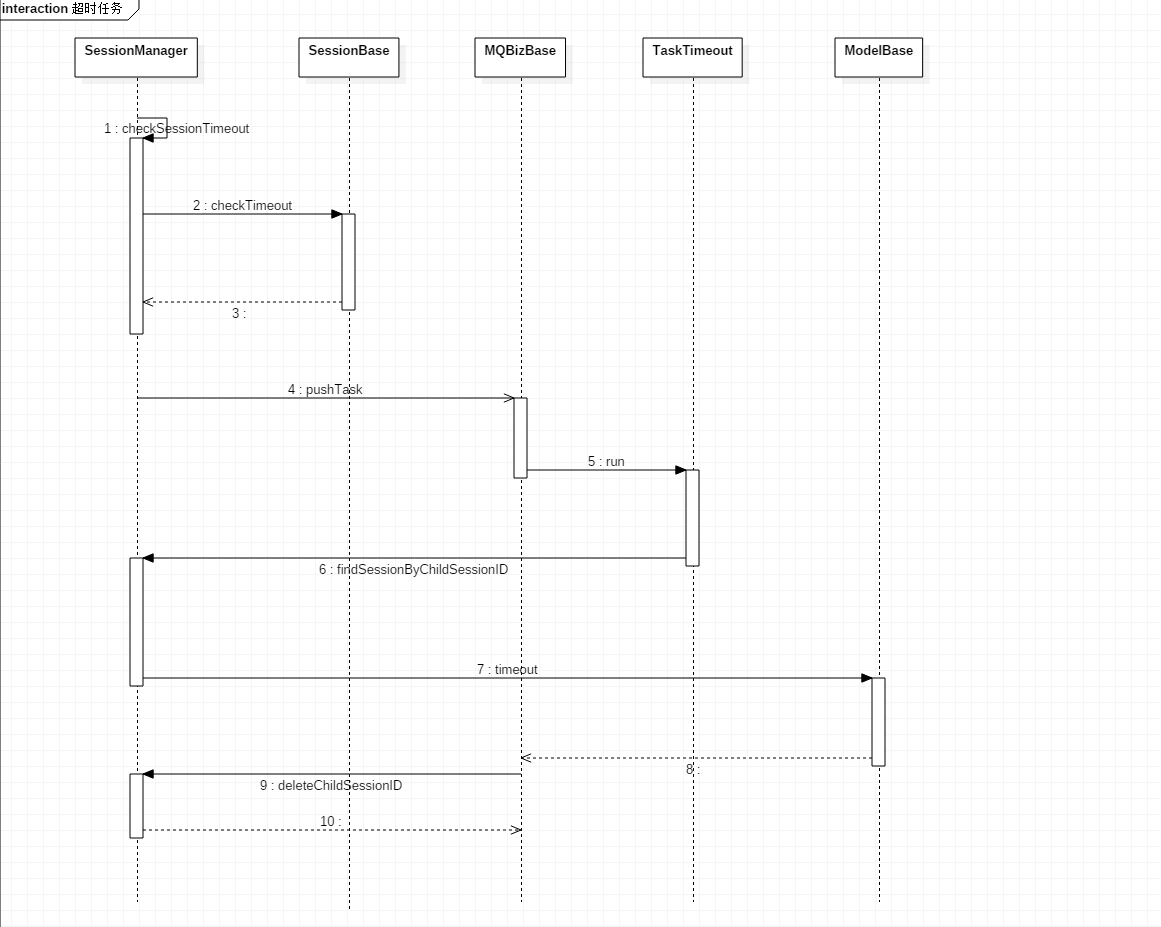 interaction 超时任务
SessionManager
SessionBase
MQBizBase
TaskTimeout
ModelBase
1 : checkSessionTimeout
2 : checkTimeout
3 :
4 : pushTask
5 : run
6 : findSessionByChildSessionID
7 : timeout
8 :
9 : deleteChildSessionID
10 :